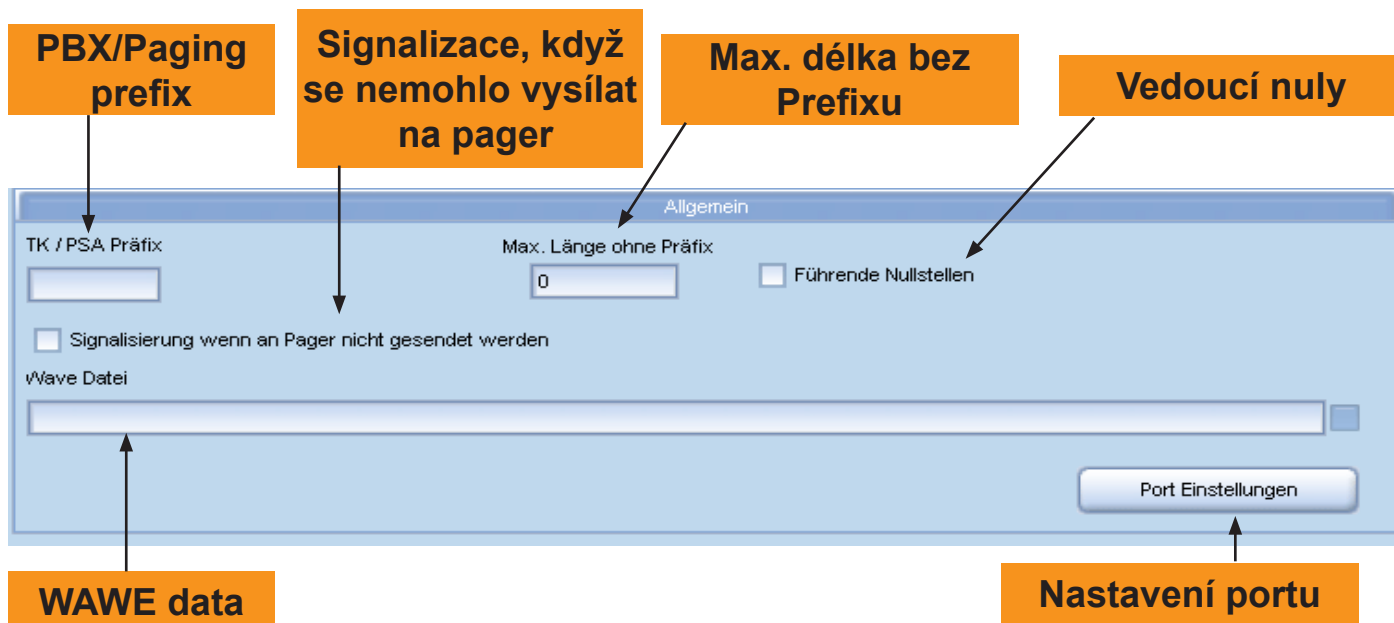 PBX/Paging
prefix
Signalizace, když
se nemohlo vysílat
na pager
Max. délka bez
Prefixu
Vedoucí nuly
Allgemein
TK / PSA Präfix
Max. Länge ohne Präfix
0
Führende Nullstellen
Signalisierung wenn an Pager nicht gesendet werden
Wave Datei
Port Einstellungen
WAWE data
Nastavení portu